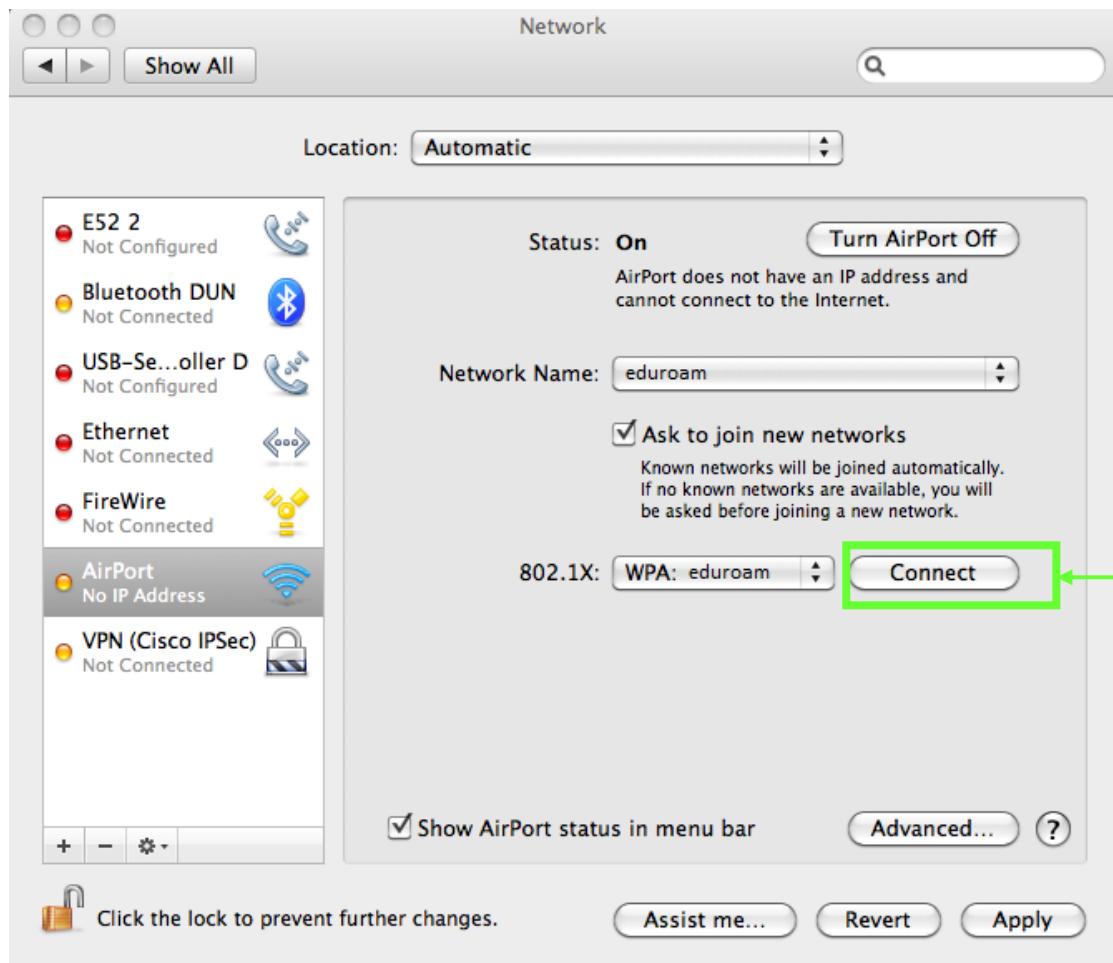 Network
Show All
Location: Automatic
E52 2
Not Configured
Bluetooth DUN
Not Connected
USB-Se...oller D
Not Configured
Ethernet
Not Connected
FireWire
Not Connected
AirPort
No IP Address
VPN (Cisco IPSec)
Not Connected
Status: On
Turn AirPort Off
AirPort does not have an IP address and
cannot connect to the Internet.
Network Name: eduroam
Ask to join new networks
Known networks will be joined automatically.
If no known networks are available, you will
be asked before joining a new network.
802.1X: WPA: eduroam Connect
Show AirPort status in menu bar
Advanced... ?
Click the lock to prevent further changes.
Assist me... Revert Apply